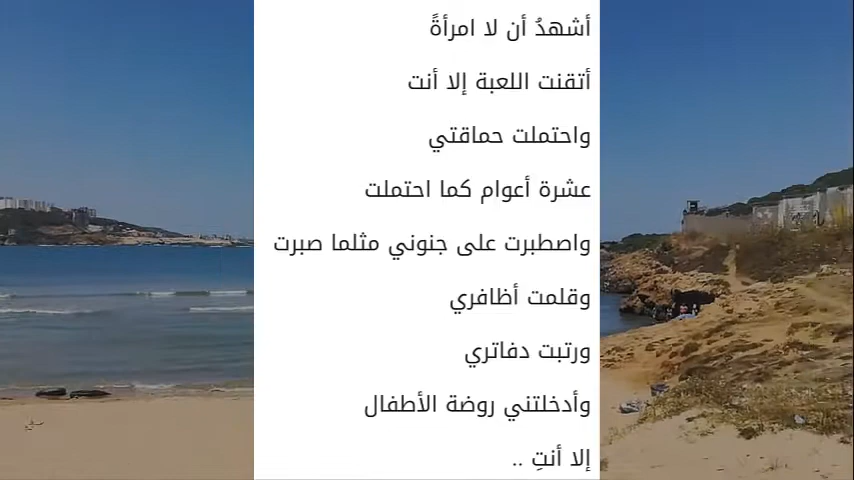 أشهدُ أن لا امرأةً
أتقنت اللعبة إلا أنت
واحتملت حماقتي
عشرة أعوام كما احتملت
واصطبرت على جنوني مثلما صبرت
وقلمت أظافري
ورتبت دفاتري
وأدخلتني روضة الأطفال
إلا أنتِ ..